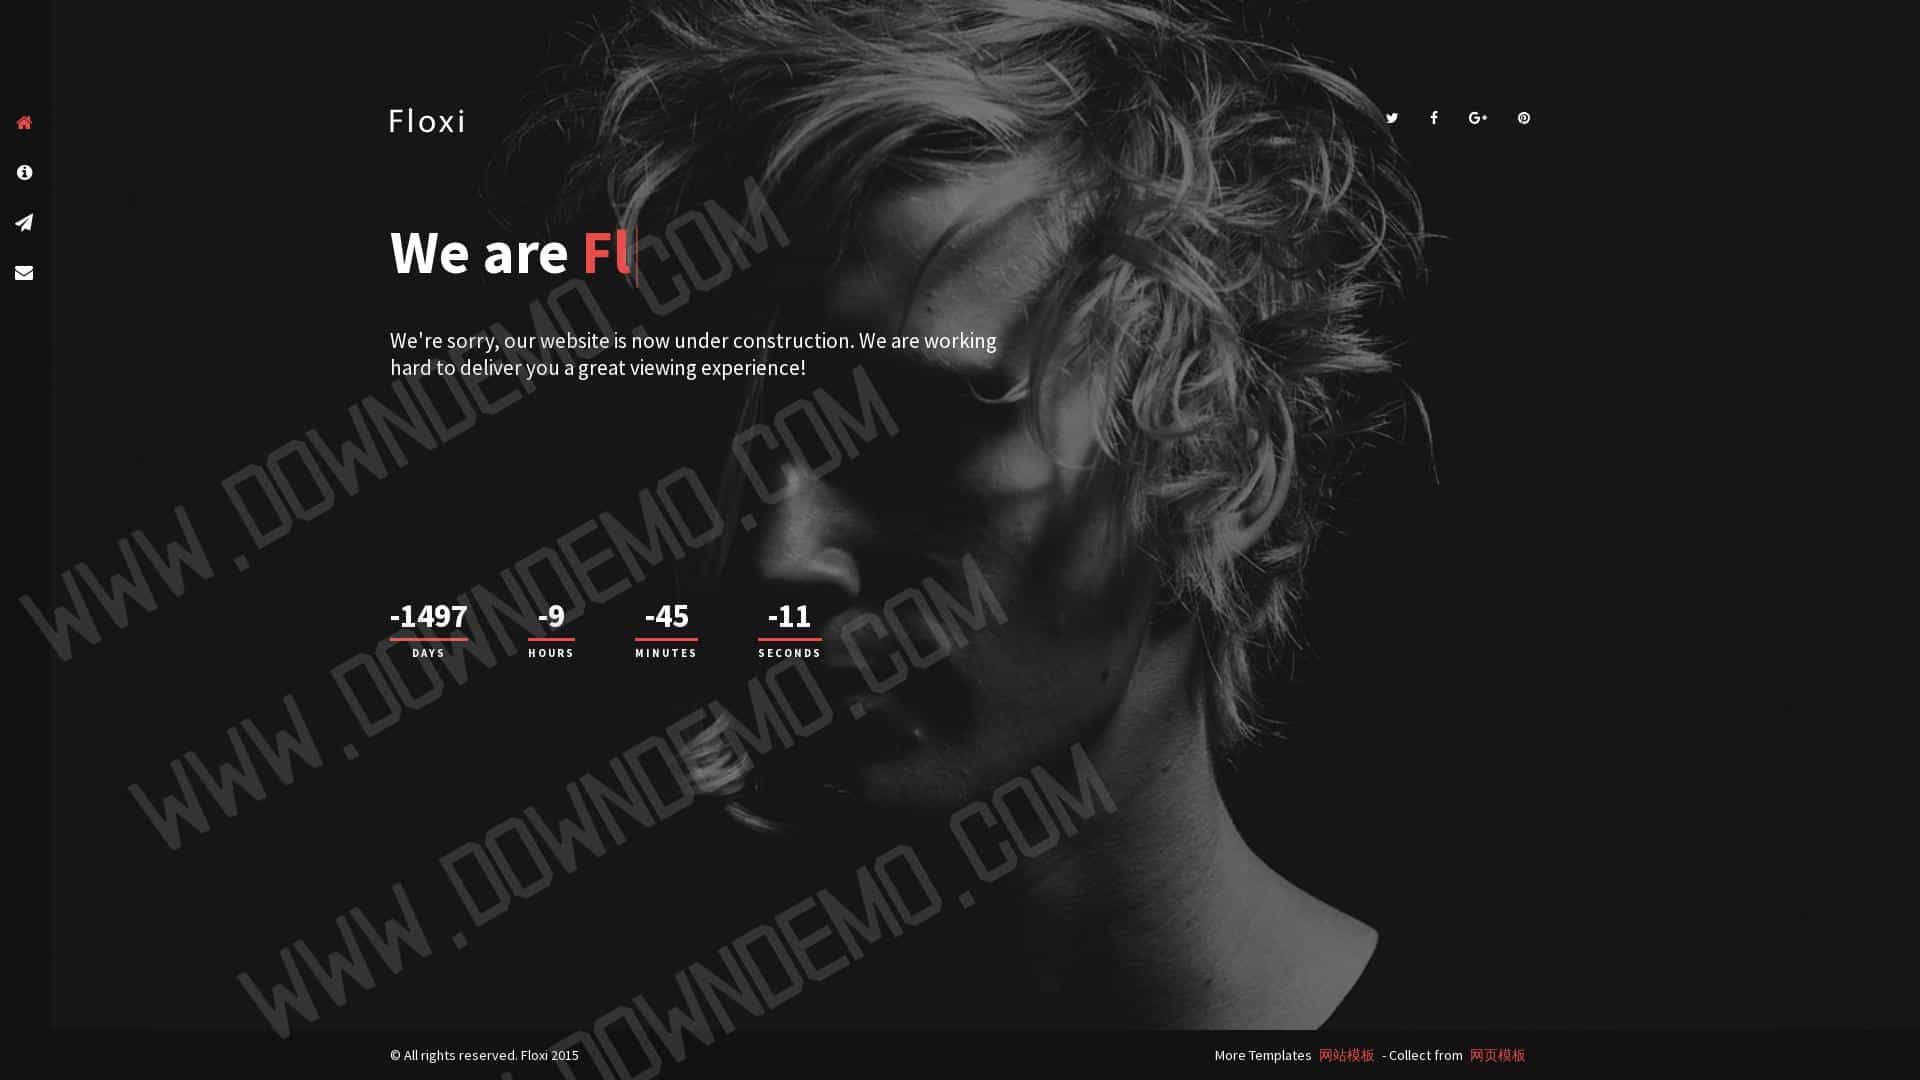 Floxi
We are Fl
We're sorry, our website is now under construction. We are working
hard to deliver you a great viewing experience!
-1497 -9 -45 -11
DAYS HOURS MINUTES SECONDS
WWW.DOWNDEMO.COM
WWW.DOWNDEMO.COM
WWW.DOWNDEMO.COM
DOWNDEMO.COM
© All rights reserved. Floxi 2015
More Templates 网站模板 - Collect from 网页模板